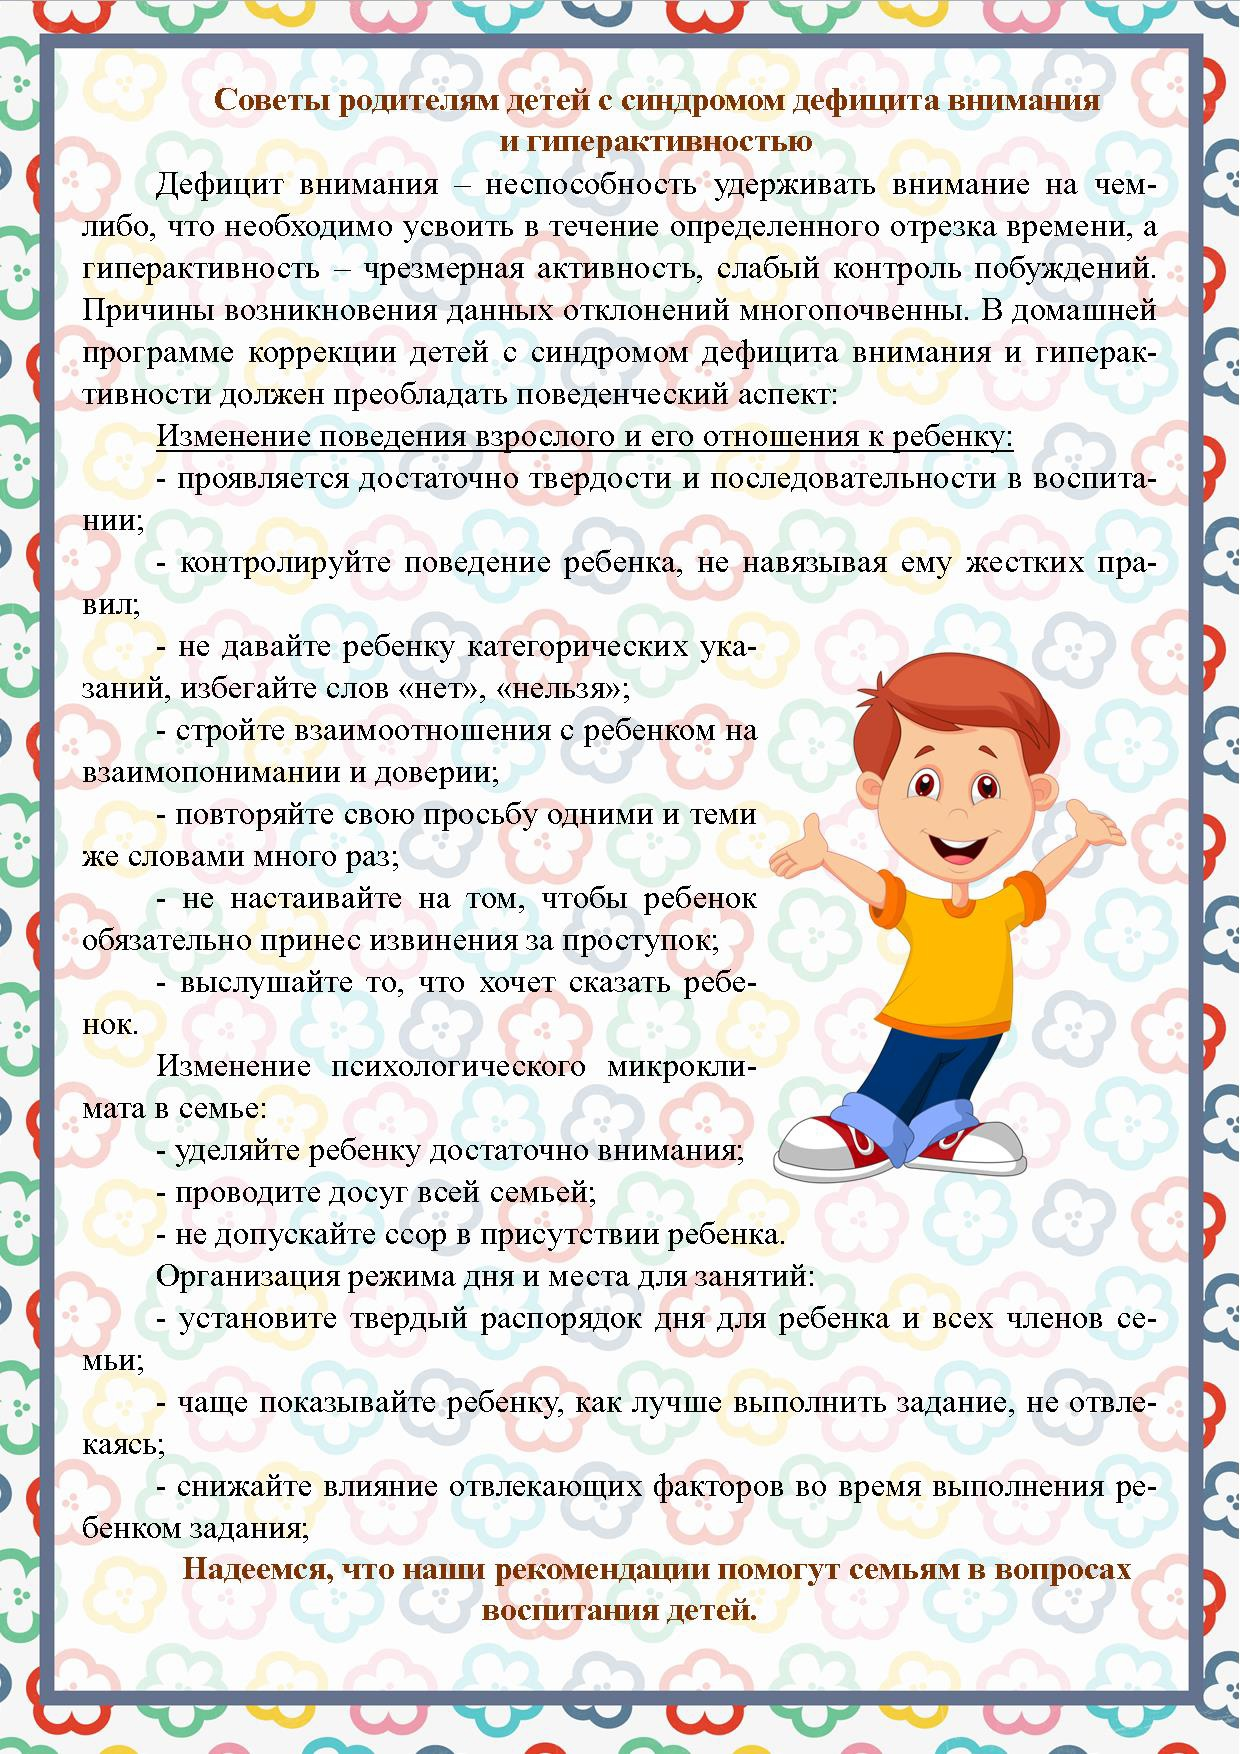 Советы родителям детей с синдромом дефицита внимания
и гиперактивностью
Дефицит внимания – неспособность удерживать внимание на чем-
либо, что необходимо усвоить в течение определенного отрезка времени, а
гиперактивность – чрезмерная активность, слабый контроль побуждений.
Причины возникновения данных отклонений многопочвенны. В домашней
программе коррекции детей с синдромом дефицита внимания и гиперак-
тивности должен преобладать поведенческий аспект:
Изменение поведения взрослого и его отношения к ребенку:
- проявляется достаточно твердости и последовательности в воспита-
нии;
- контролируйте поведение ребенка, не навязывая ему жестких пра-
вил;
- не давайте ребенку категорических ука-
заний, избегайте слов «нет», «нельзя»;
- стройте взаимоотношения с ребенком на
взаимопонимании и доверии;
- повторяйте свою просьбу одними и теми
же словами много раз;
- не настаивайте на том, чтобы ребенок
обязательно принес извинения за проступок;
- выслушайте то, что хочет сказать ребе-
нок.
Изменение психологического микрокли-
мата в семье:
- уделяйте ребенку достаточно внимания;
- проводите досуг всей семьей;
- не допускайте ссор в присутствии ребенка.
Организация режима дня и места для занятий:
- установите твердый распорядок дня для ребенка и всех членов се-
мьи;
- чаще показывайте ребенку, как лучше выполнить задание, не отвле-
каясь;
- снижайте влияние отвлекающих факторов во время выполнения ре-
бенком задания;
Надеемся, что наши рекомендации помогут семьям в вопросах
воспитания детей.